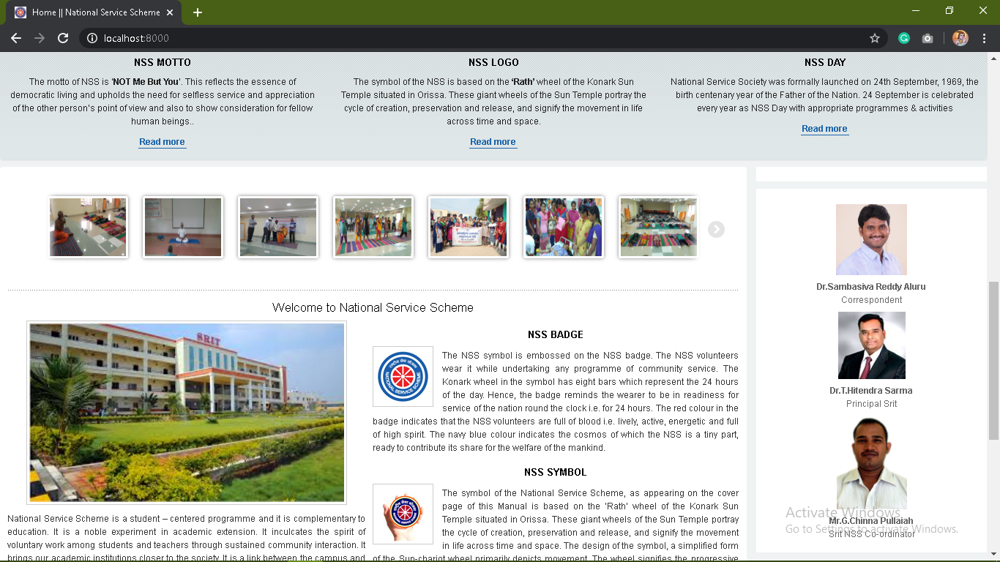 Home || National Service Scheme
localhost:8000
NSS MOTTO
The motto of NSS is 'NOT Me But You'. This reflects the essence of
democratic living and upholds the need for selfless service and appreciation
of the other person's point of view and also to show consideration for fellow
human beings..
Read more
NSS LOGO
The symbol of the NSS is based on the 'Rath' wheel of the Konark Sun
Temple situated in Orissa. These giant wheels of the Sun Temple portray the
cycle of creation, preservation and release, and signify the movement in life
across time and space.
Read more
NSS DAY
National Service Society was formally launched on 24th September, 1969, the
birth centenary year of the Father of the Nation. 24 September is celebrated
every year as NSS Day with appropriate programmes & activities
Read more
Welcome to National Service Scheme
SRIT
National Service Scheme is a student – centered programme and it is complementary to
education. It is a noble experiment in academic extension. It inculcates the spirit of
voluntary work among students and teachers through sustained community interaction. It
brings our academic institutions closer to the society. It is a link between the campus and
NSS BADGE
राष्ट्रीय सेवा योजना
NATIONAL SERVICE SCHEME
The NSS symbol is embossed on the NSS badge. The NSS volunteers
wear it while undertaking any programme of community service. The
Konark wheel in the symbol has eight bars which represent the 24 hours
of the day. Hence, the badge reminds the wearer to be in readiness for
service of the nation round the clock i.e. for 24 hours. The red colour in the
badge indicates that the NSS volunteers are full of blood i.e. lively, active, energetic and full
of high spirit. The navy blue colour indicates the cosmos of which the NSS is a tiny part,
ready to contribute its share for the welfare of the mankind.
NSS SYMBOL
The symbol of the National Service Scheme, as appearing on the cover
page of this Manual is based on the 'Rath' wheel of the Konark Sun
Temple situated in Orissa. These giant wheels of the Sun Temple portray
the cycle of creation, preservation and release, and signify the movement
in life across time and space. The design of the symbol, a simplified form
of the Sun-chariot wheel primarily depicts movement. The wheel signifies the progressive
Dr.Sambasiva Reddy Aluru
Correspondent
Dr.T.Hitendra Sarma
Principal Srit
Mr.G.Chinna Pullaiah
Srit NSS Co-ordinator
Activate Windows
Go to Settings to activate Windows.